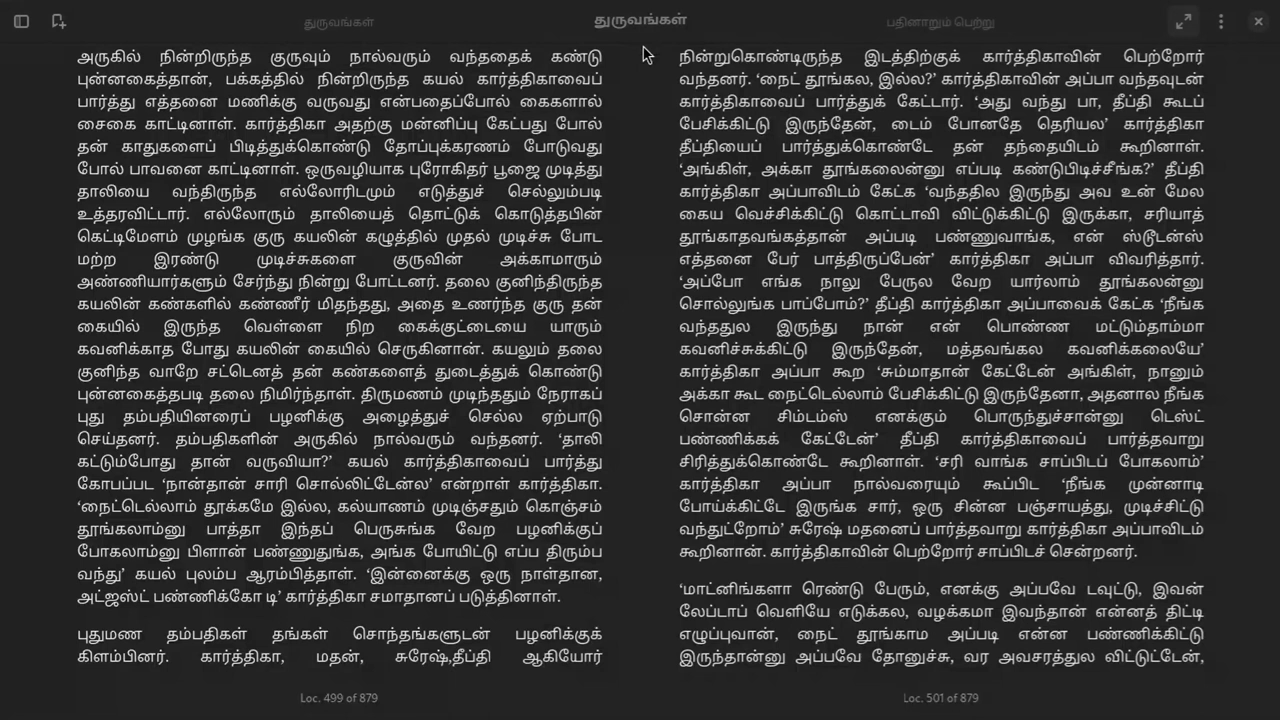 துருவங்கள்
துருவங்கள்
பதினாறும் பெற்று
அருகில் நின்றிருந்த குருவும் நால்வரும் வந்ததைக் கண்டு
புன்னகைத்தான், பக்கத்தில் நின்றிருந்த கயல் கார்த்திகாவைப்
பார்த்து எத்தனை மணிக்கு வருவது என்பதைப்போல் கைகளால்
சைகை காட்டினாள். கார்த்திகா அதற்கு மன்னிப்பு கேட்பது போல்
தன் காதுகளைப் பிடித்துக்கொண்டு தோப்புக்கரணம் போடுவது
போல் பாவனை காட்டினாள். ஒருவழியாக புரோகிதர் பூஜை முடித்து
தாலியை வந்திருந்த எல்லோரிடமும் எடுத்துச் செல்லும்படி
உத்தரவிட்டார். எல்லோரும் தாலியைத் தொட்டுக் கொடுத்தபின்
கெட்டிமேளம் முழங்க குரு கயலின் கழுத்தில் முதல் முடிச்சு போட
மற்ற இரண்டு முடிச்சுகளை குருவின் அக்காமாரும்
அண்ணியார்களும் சேர்ந்து நின்று போட்டனர். தலை குனிந்திருந்த
கயலின் கண்களில் கண்ணீர் மிதந்தது, அதை உணர்ந்த குரு தன்
கையில் இருந்த வெள்ளை நிற கைக்குட்டையை யாரும்
கவனிக்காத போது கயலின் கையில் செருகினான். கயலும் தலை
குனிந்த வாறே சட்டெனத் தன் கண்களைத் துடைத்துக் கொண்டு
புன்னகைத்தபடி தலை நிமிர்ந்தாள். திருமணம் முடிந்ததும் நேராகப்
புது தம்பதியினரைப் பழனிக்கு அழைத்துச் செல்ல ஏற்பாடு
செய்தனர். தம்பதிகளின் அருகில் நால்வரும் வந்தனர். ‘தாலி
கட்டும்போது தான் வருவியா?’ கயல் கார்த்திகாவைப் பார்த்து
கோபப்பட ‘நான்தான் சாரி சொல்லிட்டேன்ல’ என்றாள் கார்த்திகா.
‘நைட்டெல்லாம் தூக்கமே இல்ல, கல்யாணம் முடிஞ்சதும் கொஞ்சம்
தூங்கலாம்னு பாத்தா இந்தப் பெருசுங்க வேற பழனிக்குப்
போகலாம்னு பிளான் பண்ணுதுங்க, அங்க போயிட்டு எப்ப திரும்ப
வந்து’ கயல் புலம்ப ஆரம்பித்தாள். ‘இன்னைக்கு ஒரு நாள்தான,
அட்ஜஸ்ட் பண்ணிக்கோ டி’ கார்த்திகா சமாதானப் படுத்தினாள்.
புதுமண தம்பதிகள் தங்கள் சொந்தங்களுடன் பழனிக்குக்
கிளம்பினர். கார்த்திகா, மதன், சுரேஷ்,தீப்தி ஆகியோர்
Loc. 499 of 879
நின்றுகொண்டிருந்த இடத்திற்குக் கார்த்திகாவின் பெற்றோர்
வந்தனர். ‘நைட் தூங்கல, இல்ல?’ கார்த்திகாவின் அப்பா வந்தவுடன்
கார்த்திகாவைப் பார்த்துக் கேட்டார். ‘அது வந்து பா, தீப்தி கூடப்
பேசிக்கிட்டு இருந்தேன், டைம் போனதே தெரியல’ கார்த்திகா
தீப்தியைப் பார்த்துக்கொண்டே தன் தந்தையிடம் கூறினாள்.
‘அங்கிள், அக்கா தூங்கலைன்னு எப்படி கண்டுபிடிச்சீங்க?’ தீப்தி
கார்த்திகா அப்பாவிடம் கேட்க ‘வந்ததில இருந்து அவ உன் மேல
கைய வெச்சிக்கிட்டு கொட்டாவி விட்டுக்கிட்டு இருக்கா, சரியாத்
தூங்காதவங்கத்தான் அப்படி பண்ணுவாங்க, என் ஸ்டூடன்ஸ்
எத்தனை பேர் பாத்திருப்பேன்’ கார்த்திகா அப்பா விவரித்தார்.
‘அப்போ எங்க நாலு பேருல வேற யார்லாம் தூங்கலன்னு
சொல்லுங்க பாப்போம்?’ தீப்தி கார்த்திகா அப்பாவைக் கேட்க ‘நீங்க
வந்ததுல இருந்து நான் என் பொண்ண மட்டும்தாம்மா
கவனிச்சுக்கிட்டு இருந்தேன், மத்தவங்கல கவனிக்கலையே’
கார்த்திகா அப்பா கூற ‘சும்மாதான் கேட்டேன் அங்கிள், நானும்
அக்கா கூட நைட்டெல்லாம் பேசிக்கிட்டு இருந்தேனா, அதனால நீங்க
சொன்ன சிம்டம்ஸ் எனக்கும் பொருந்துச்சான்னு டெஸ்ட்
பண்ணிக்கக் கேட்டேன்’ தீப்தி கார்த்திகாவைப் பார்த்தவாறு
சிரித்துக்கொண்டே கூறினாள். ‘சரி வாங்க சாப்பிடப் போகலாம்’
கார்த்திகா அப்பா நால்வரையும் கூப்பிட ‘நீங்க முன்னாடி
போய்க்கிட்டே இருங்க சார், ஒரு சின்ன பஞ்சாயத்து, முடிச்சிட்டு
வந்துட்றோம்’ சுரேஷ் மதனைப் பார்த்தவாறு கார்த்திகா அப்பாவிடம்
கூறினான். கார்த்திகாவின் பெற்றோர் சாப்பிடச் சென்றனர்.
‘மாட்னிங்களா ரெண்டு பேரும், எனக்கு அப்பவே டவுட்டு, இவன்
லேப்டாப் வெளியே எடுக்கல, வழக்கமா இவந்தான் என்னத் திட்டி
எழுப்புவான், நைட் தூங்காம அப்படி என்ன பண்ணிக்கிட்டு
இருந்தான்னு அப்பவே தோனுச்சு, வர அவசரத்துல விட்டுட்டேன்,
Loc. 501 of 879